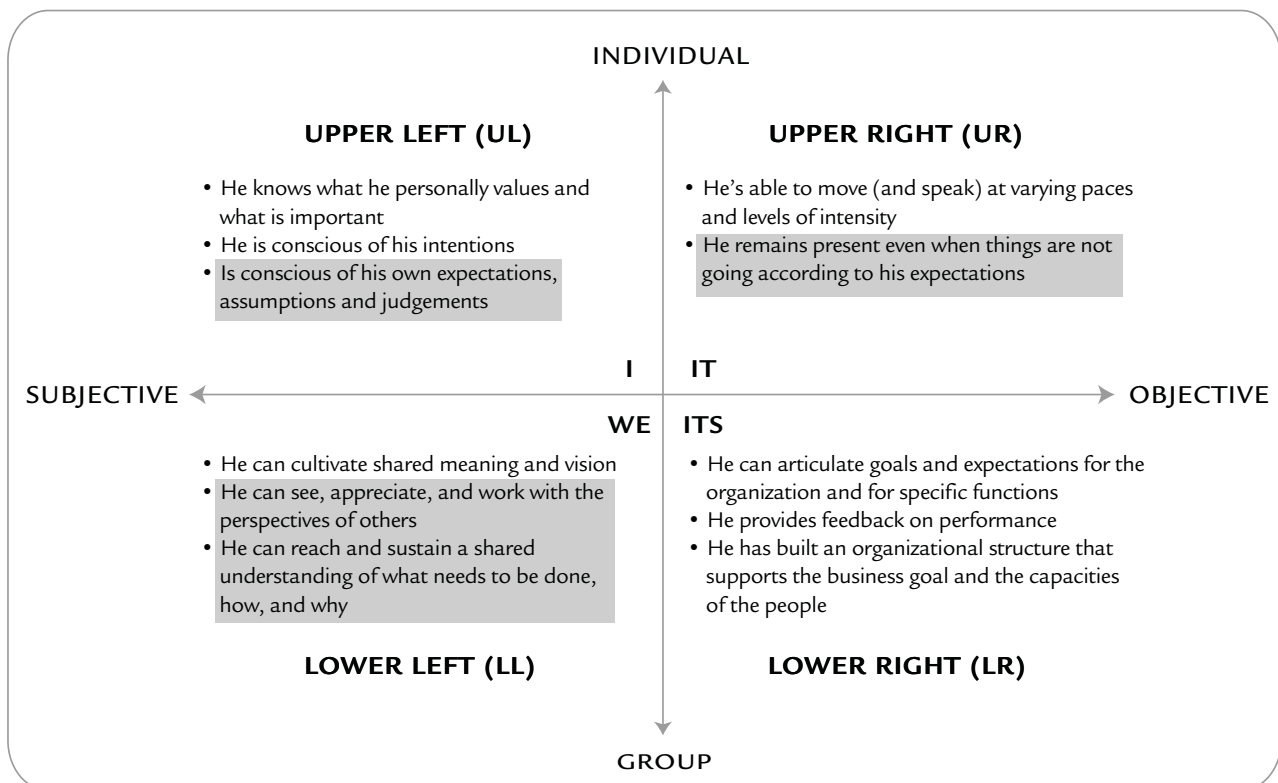 INDIVIDUAL
UPPER LEFT (UL)
• He knows what he personally values and
what is important
• He is conscious of his intentions
• Is conscious of his own expectations,
assumptions and judgements
UPPER RIGHT (UR)
• He’s able to move (and speak) at varying paces
and levels of intensity
• He remains present even when things are not
going according to his expectations
I
IT
SUBJECTIVE
OBJECTIVE
WE
ITS
• He can cultivate shared meaning and vision
• He can see, appreciate, and work with the
perspectives of others
• He can reach and sustain a shared
understanding of what needs to be done,
how, and why
LOWER LEFT (LL)
• He can articulate goals and expectations for the
organization and for specific functions
• He provides feedback on performance
• He has built an organizational structure that
supports the business goal and the capacities
of the people
LOWER RIGHT (LR)
GROUP